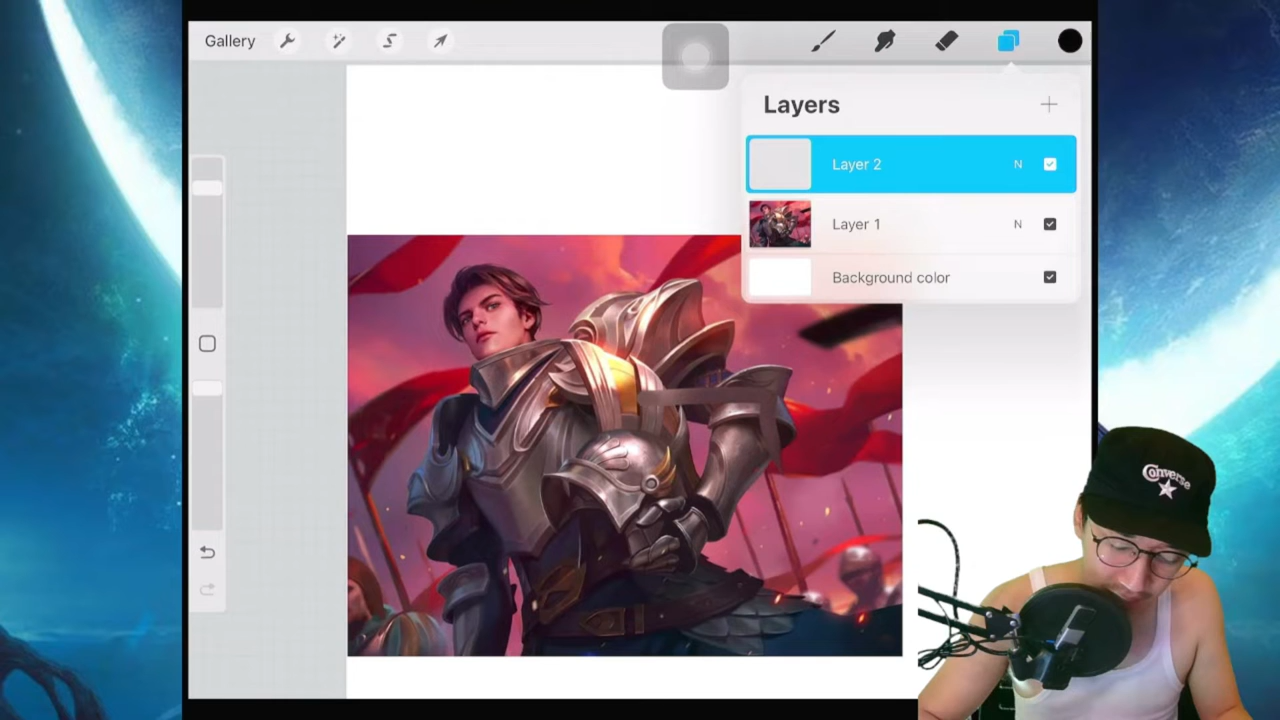 Gallery
Layers
Layer 2 N
Layer 1 N
Background color
Converse